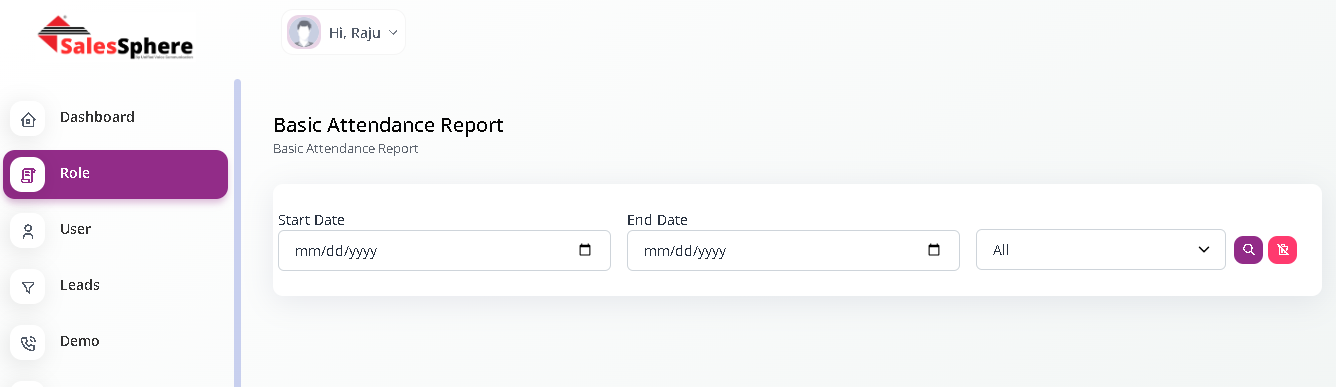 SalesSphere
Hi, Raju
Dashboard
Role
User
Leads
Demo
Basic Attendance Report
Basic Attendance Report
Start Date
mm/dd/yyyy
End Date
mm/dd/yyyy
All